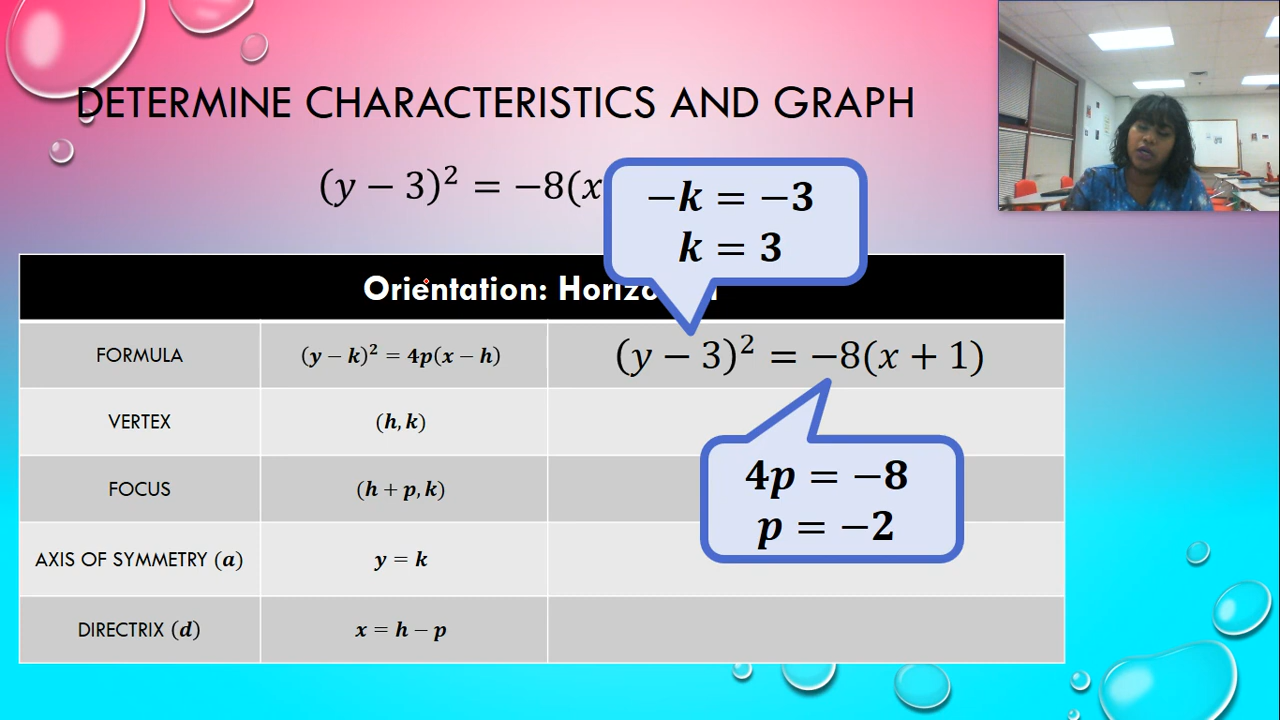 DETERMINE CHARACTERISTICS AND GRAPH
(y − 3)² = −8(x
−k = −3
k = 3
Orientation: Horizo
FORMULA (y − k)² = 4p(x − h) (y − 3)² = −8(x + 1)
VERTEX (h, k)
4p = −8
FOCUS (h + p, k)
p = −2
AXIS OF SYMMETRY (a) y = k
DIRECTRIX (d) x = h − p